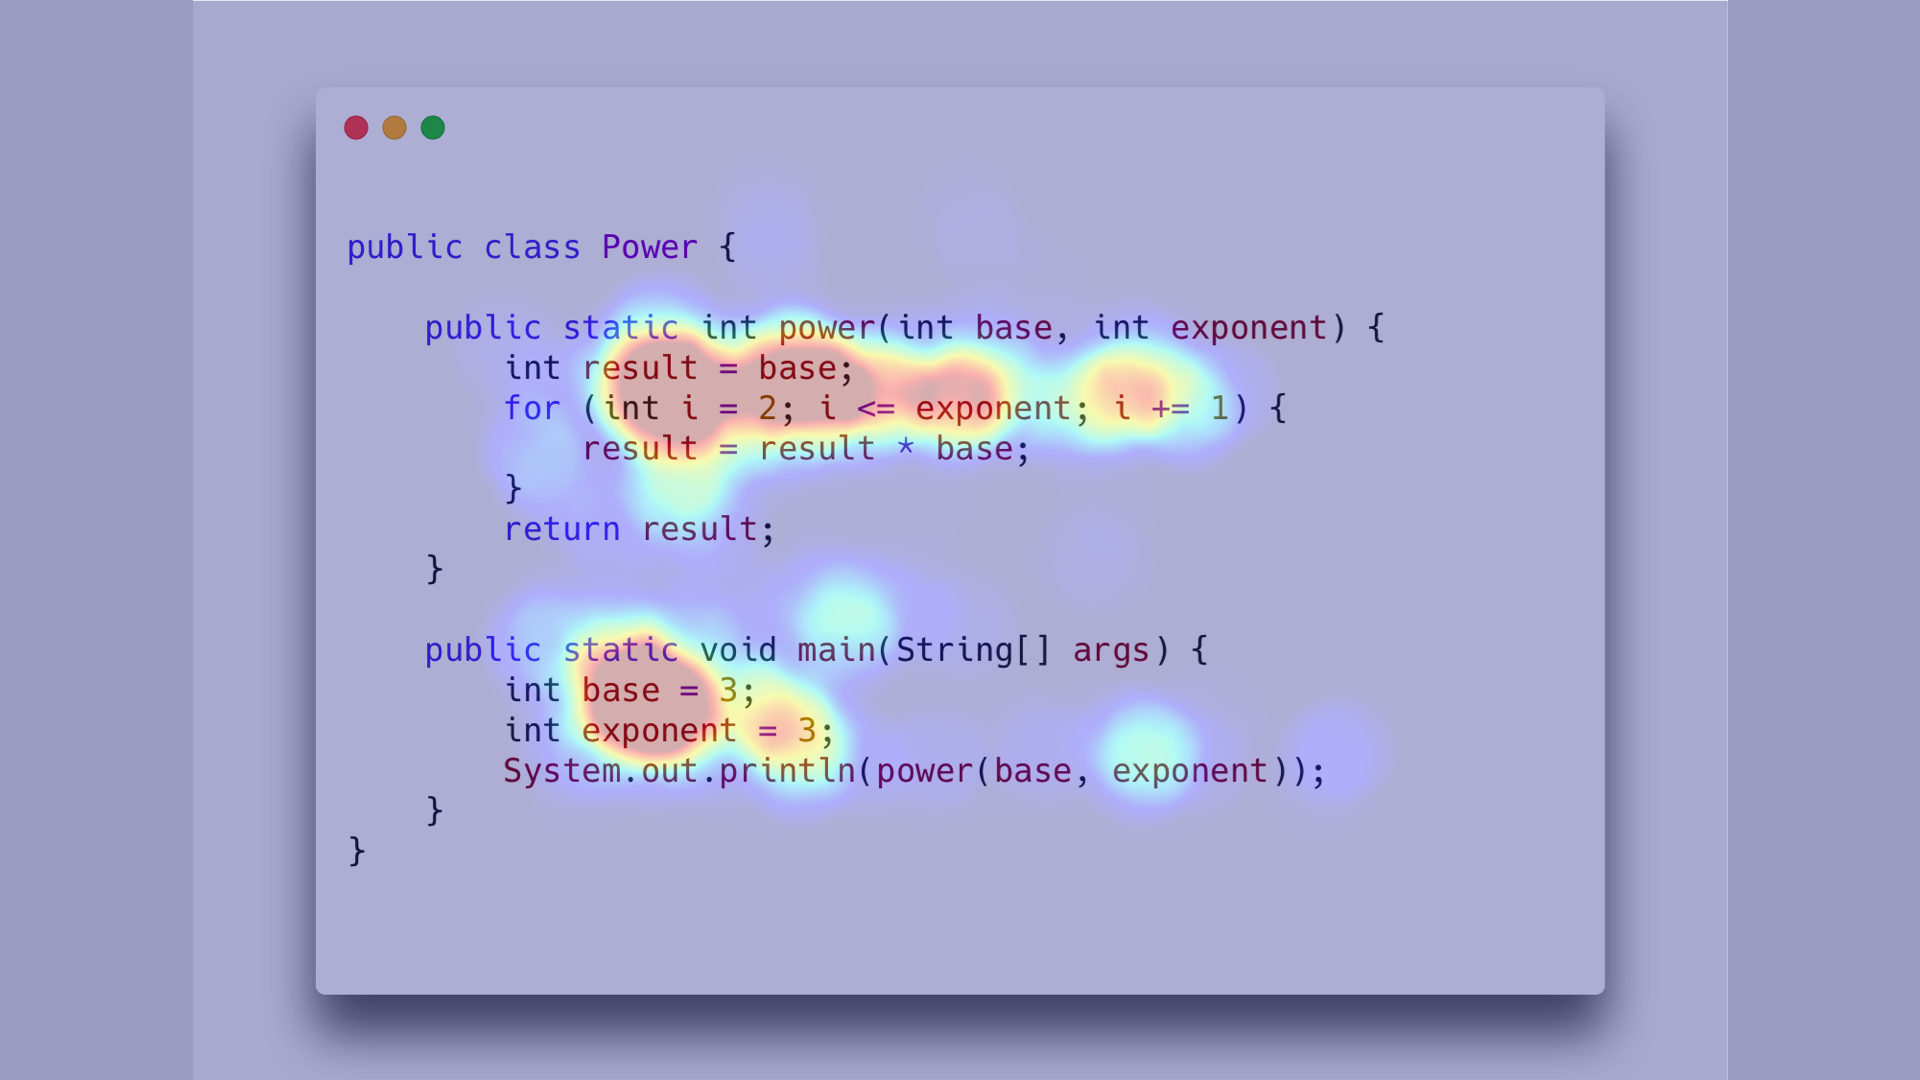 public class Power {
    public static int power(int base, int exponent) {
        int result = base;
        for (int i = 2; i <= exponent; i += 1) {
            result = result * base;
        }
        return result;
    }
    public static void main(String[] args) {
        int base = 3;
        int exponent = 3;
        System.out.println(power(base, exponent));
    }
}